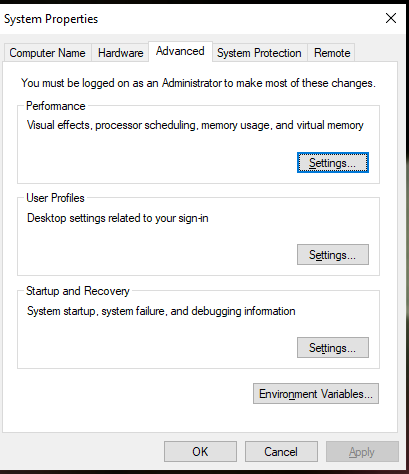 System Properties
Computer Name Hardware Advanced System Protection Remote
You must be logged on as an Administrator to make most of these changes.
Performance
Visual effects, processor scheduling, memory usage, and virtual memory
Settings...
User Profiles
Desktop settings related to your sign-in
Settings...
Startup and Recovery
System startup, system failure, and debugging information
Settings...
Environment Variables...
OK Cancel Apply